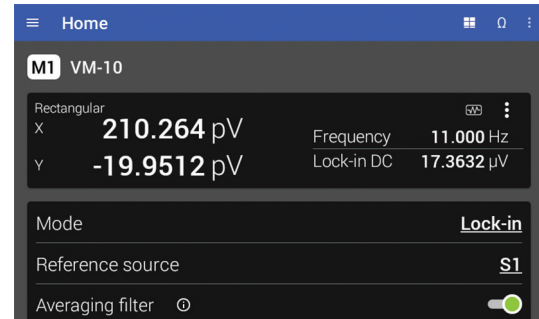 Home Ω
M1 VM-10
Rectangular
X 210.264 pV
Frequency 11.000 Hz
Y -19.9512 pV
Lock-in DC 17.3632 µV
Mode Lock-in
Reference source S1
Averaging filter